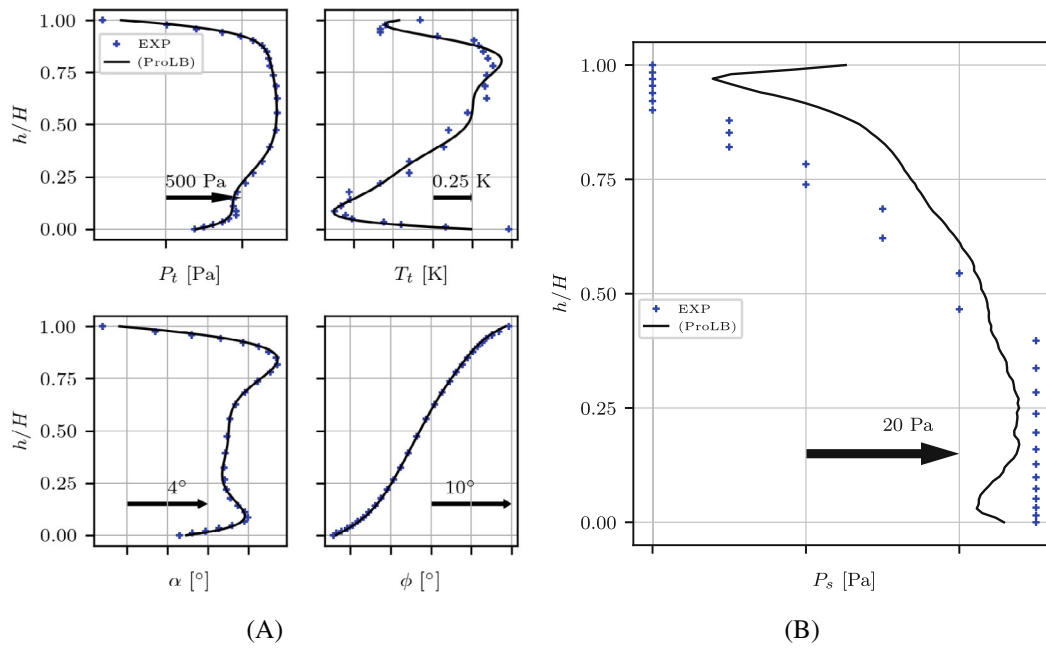 1.00
0.75
0.50
0.25
0.00
h/H
EXP
(ProLB)
500 Pa
P_t [Pa]
0.25 K
T_t [K]
1.00
0.75
0.50
0.25
0.00
h/H
4°
α [°]
10°
ϕ [°]
(A)
1.00
0.75
0.50
0.25
0.00
h/H
EXP
(ProLB)
20 Pa
P_s [Pa]
(B)